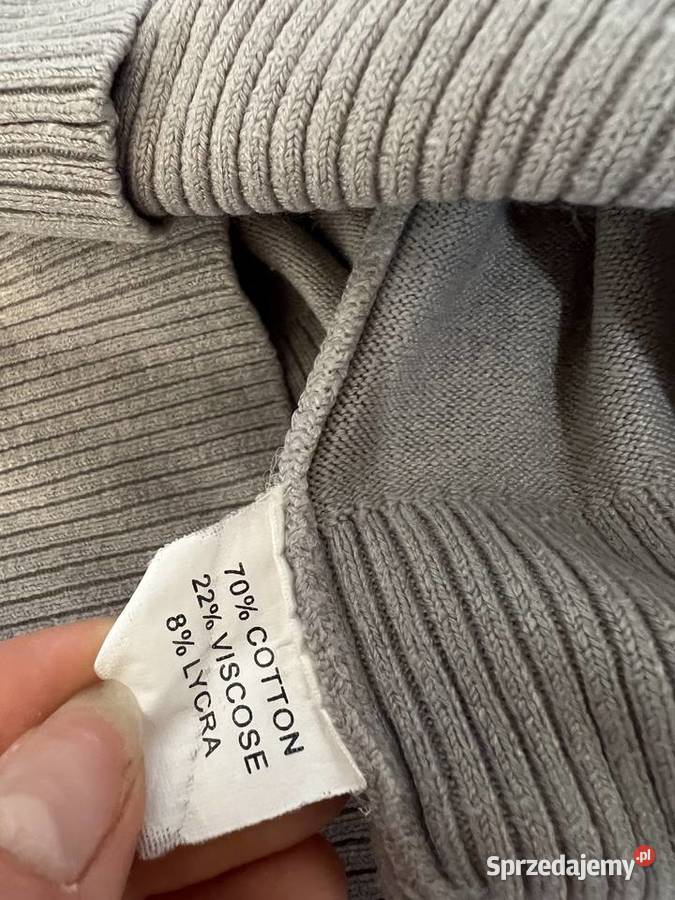 70% COTTON
22% VISCOSE
8% LYCRA
Sprzedajemy.pl